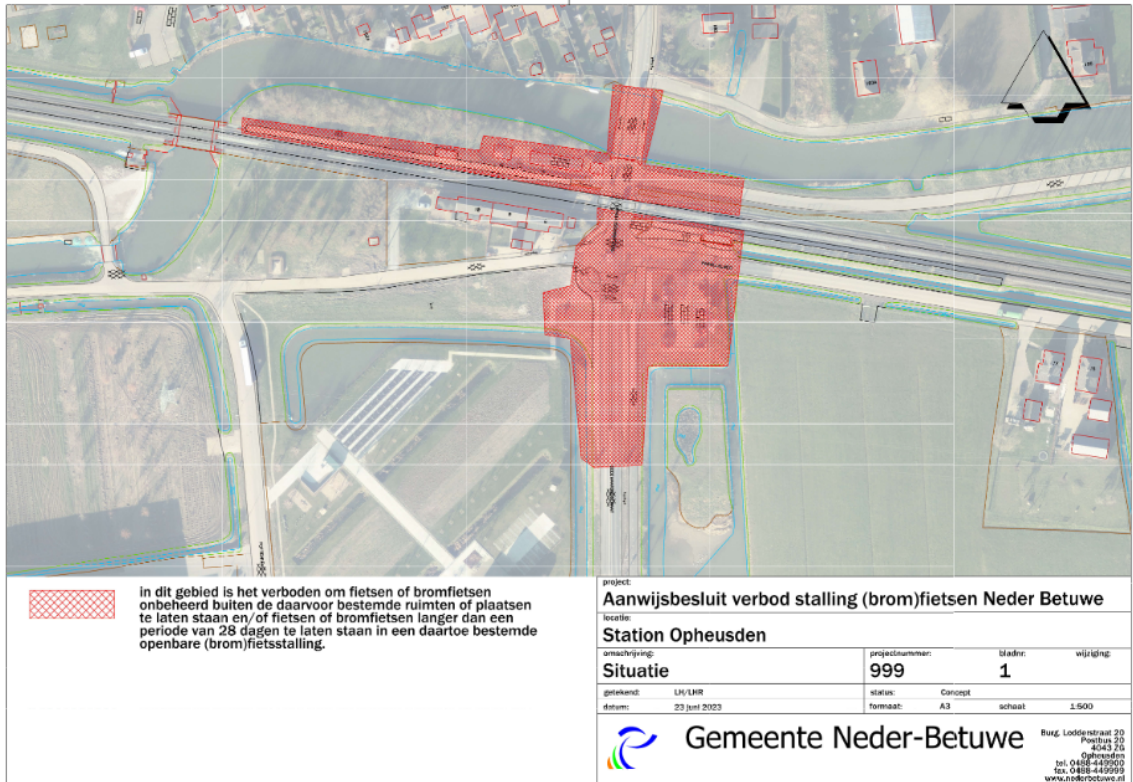 in dit gebied is het verboden om fietsen of bromfietsen
onbeheerd buiten de daarvoor bestemde ruimten of plaatsen
te laten staan en/of fietsen of bromfietsen langer dan een
periode van 28 dagen te laten staan in een daartoe bestemde
openbare (brom)fietsstalling.
project:
Aanwijsbesluit verbod stalling (brom)fietsen Neder Betuwe
locatie:
Station Opheusden
omschrijving: projectnummer: bladnr: wijziging:
Situatie 999 1
getekend: LH/LHR status: Concept
datum: 23 juni 2023 formaat: A3 schaal: 1:500
Gemeente Neder-Betuwe
Burg. Lodderstraat 20
Postbus 20
4043 ZG
Opheusden
tel. 0488-449900
fax. 0488-449999
www.nederbetuwe.nl